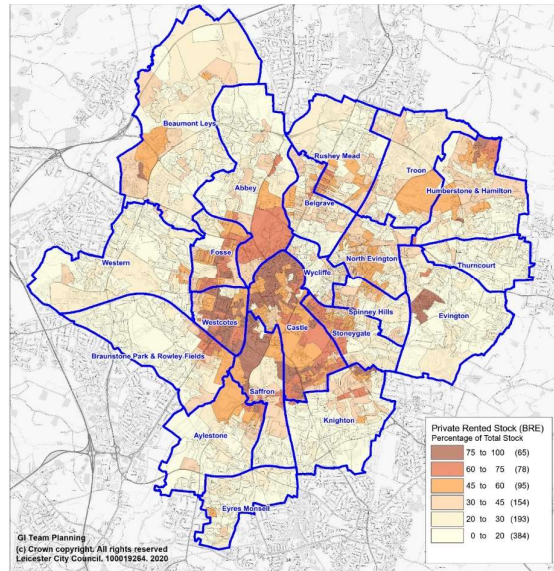 Beaumont Leys
Rushey Mead
Troon
Abbey
Humberstone & Hamilton
Belgrave
Fosse
North Evington
Western
Wycliffe
Thurncourt
Spinney Hills
Evington
Westcotes
Castle
Stoneygate
Braunstone Park & Rowley Fields
Saffron
Aylestone
Knighton
Eyres Monsell
Private Rented Stock (BRE)
Percentage of Total Stock
75 to 100 (65)
60 to 75 (78)
45 to 60 (95)
30 to 45 (154)
20 to 30 (193)
0 to 20 (384)
GI Team Planning
(c) Crown copyright. All rights reserved
Leicester City Council. 100019264. 2020